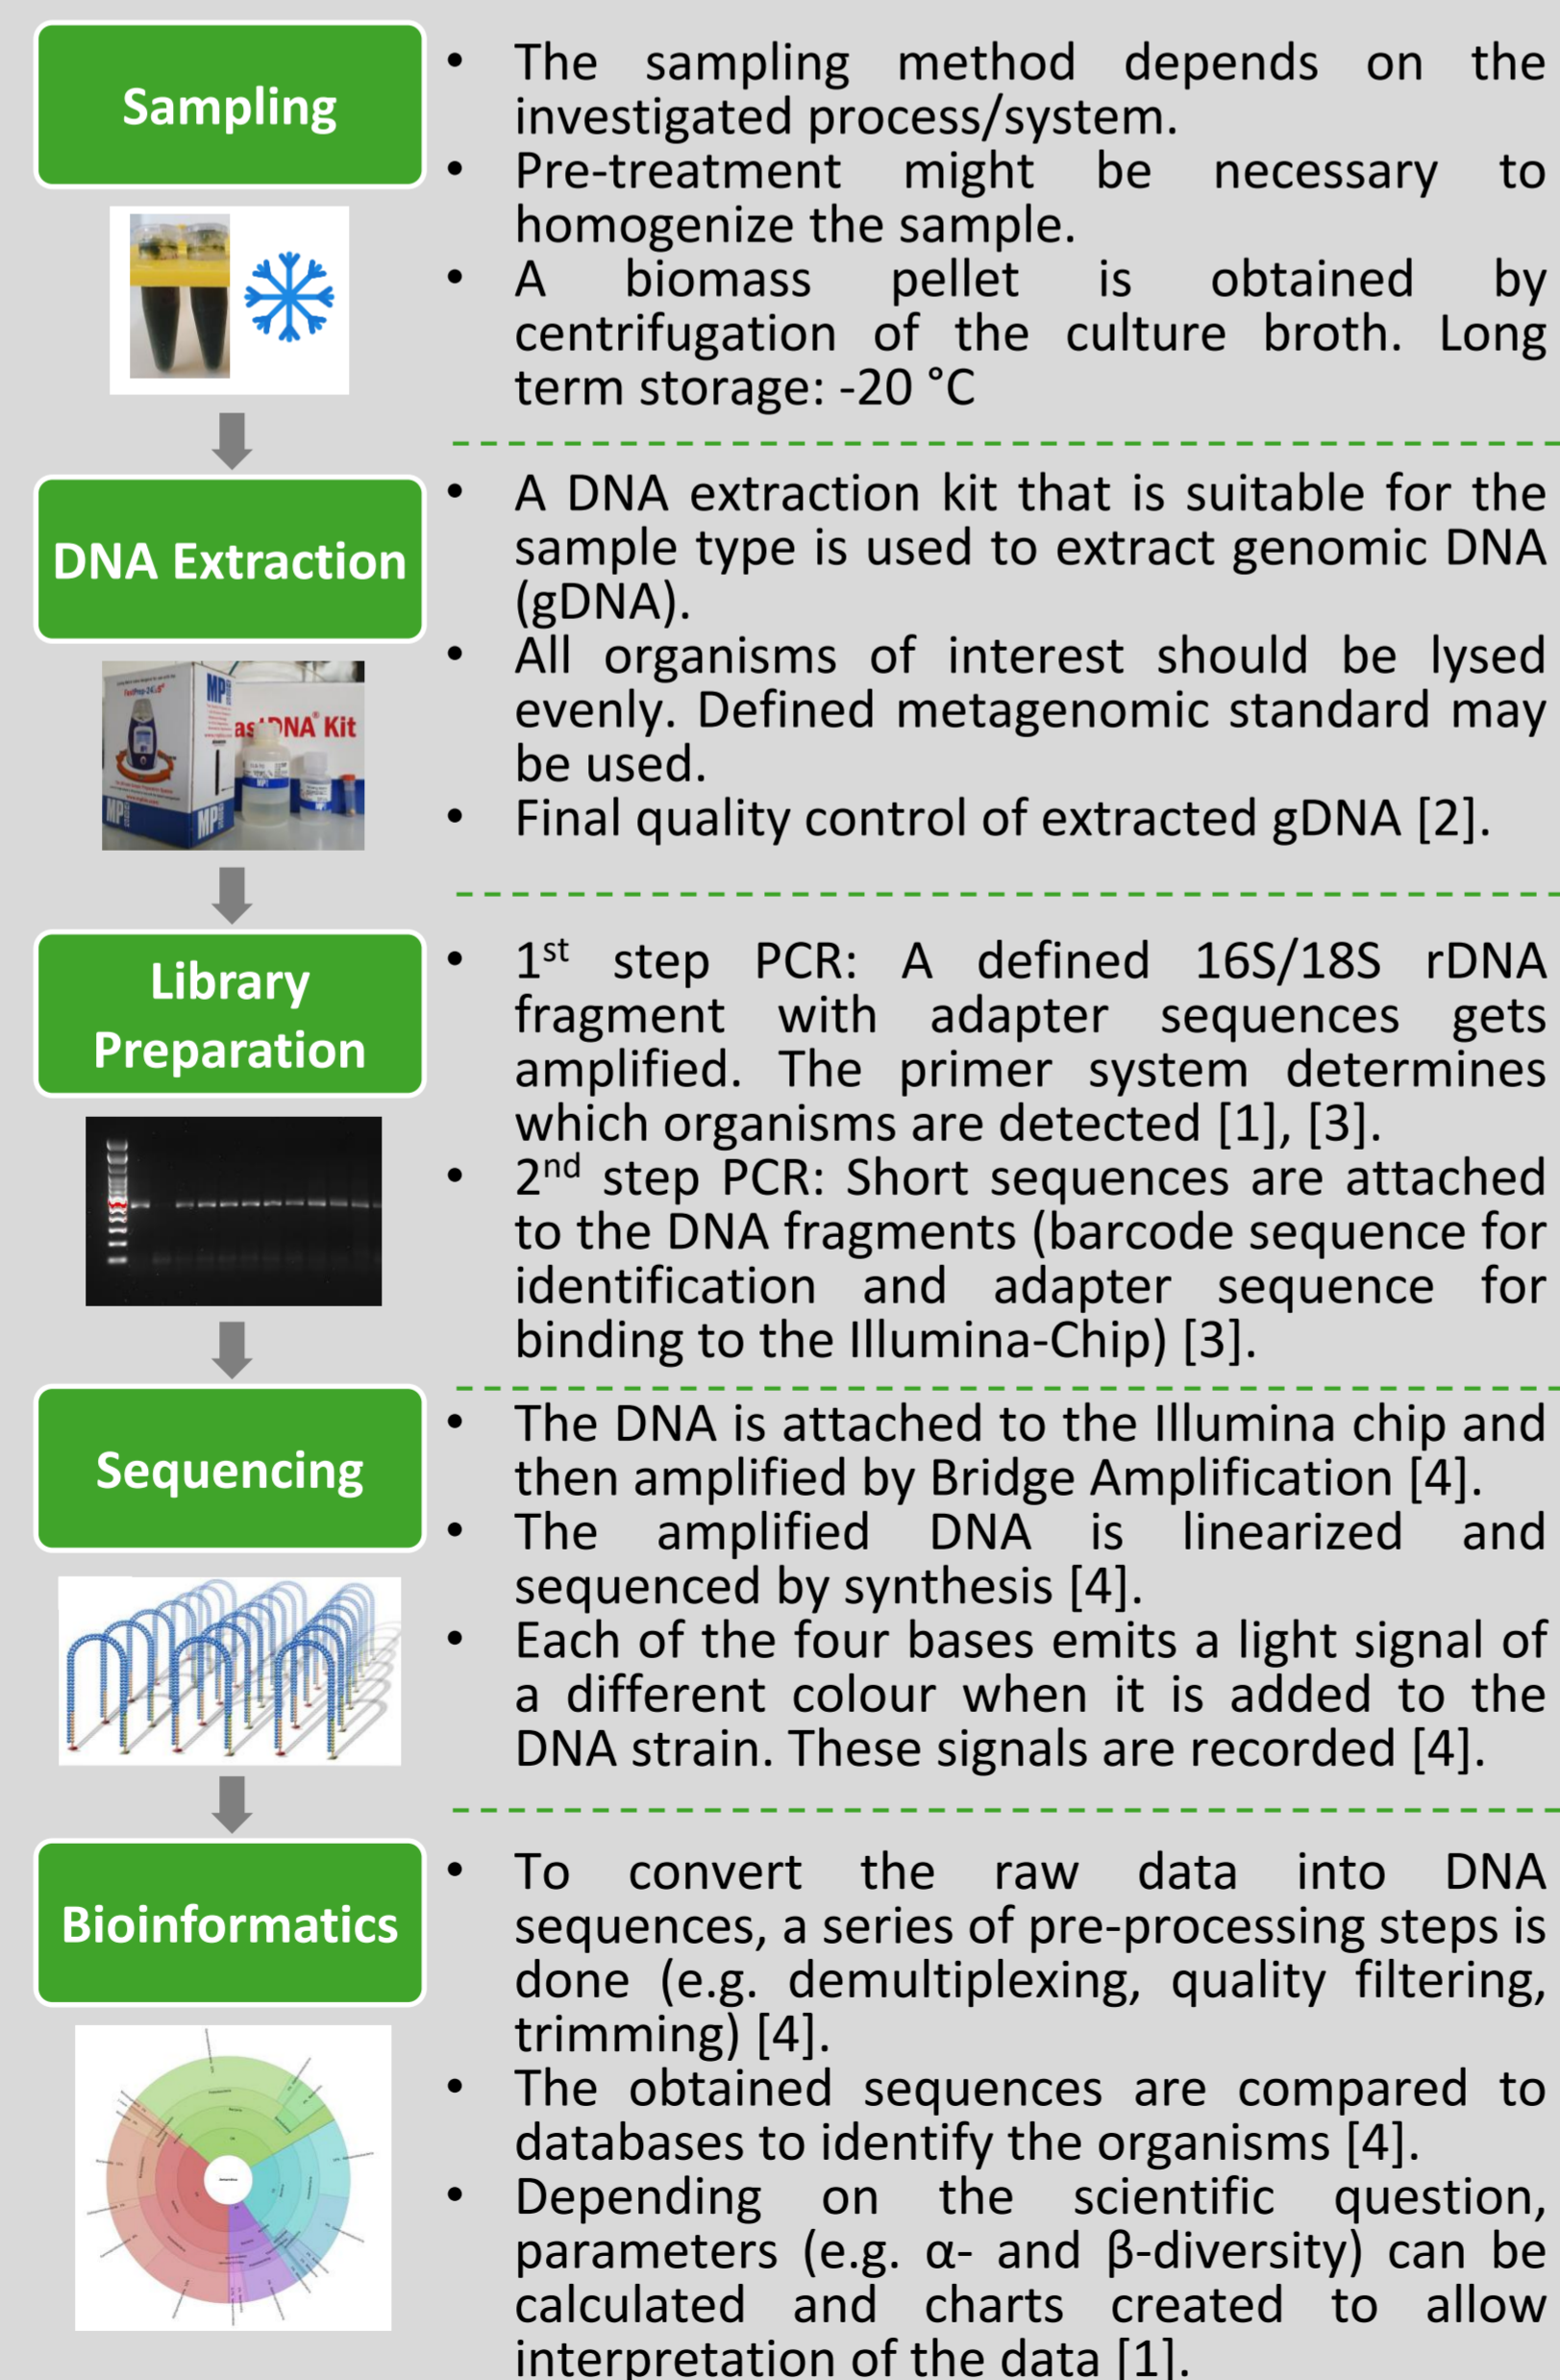 Sampling
• The sampling method depends on the
investigated process/system.
• Pre-treatment might be necessary to
homogenize the sample.
• A biomass pellet is obtained by
centrifugation of the culture broth. Long
term storage: -20 °C
DNA Extraction
• A DNA extraction kit that is suitable for the
sample type is used to extract genomic DNA
(gDNA).
• All organisms of interest should be lysed
evenly. Defined metagenomic standard may
be used.
• Final quality control of extracted gDNA [2].
MP
DNA Kit
MP
MP
MP
Library
Preparation
• 1st step PCR: A defined 16S/18S rDNA
fragment with adapter sequences gets
amplified. The primer system determines
which organisms are detected [1], [3].
• 2nd step PCR: Short sequences are attached
to the DNA fragments (barcode sequence for
identification and adapter sequence for
binding to the Illumina-Chip) [3].
Sequencing
• The DNA is attached to the Illumina chip and
then amplified by Bridge Amplification [4].
• The amplified DNA is linearized and
sequenced by synthesis [4].
• Each of the four bases emits a light signal of
a different colour when it is added to the
DNA strain. These signals are recorded [4].
Bioinformatics
• To convert the raw data into DNA
sequences, a series of pre-processing steps is
done (e.g. demultiplexing, quality filtering,
trimming) [4].
• The obtained sequences are compared to
databases to identify the organisms [4].
• Depending on the scientific question,
parameters (e.g. α- and β-diversity) can be
calculated and charts created to allow
interpretation of the data [1].